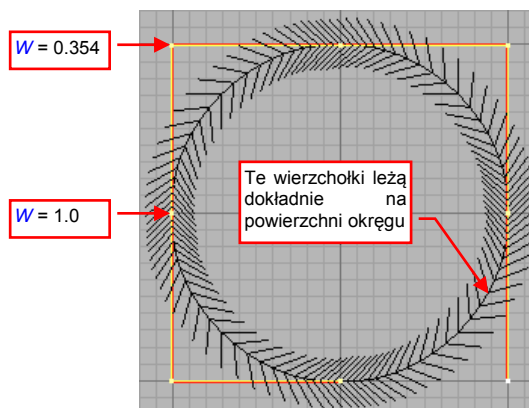 W = 0.354
Te wierzchołki leżą
dokładnie na
powierzchni okręgu
W = 1.0